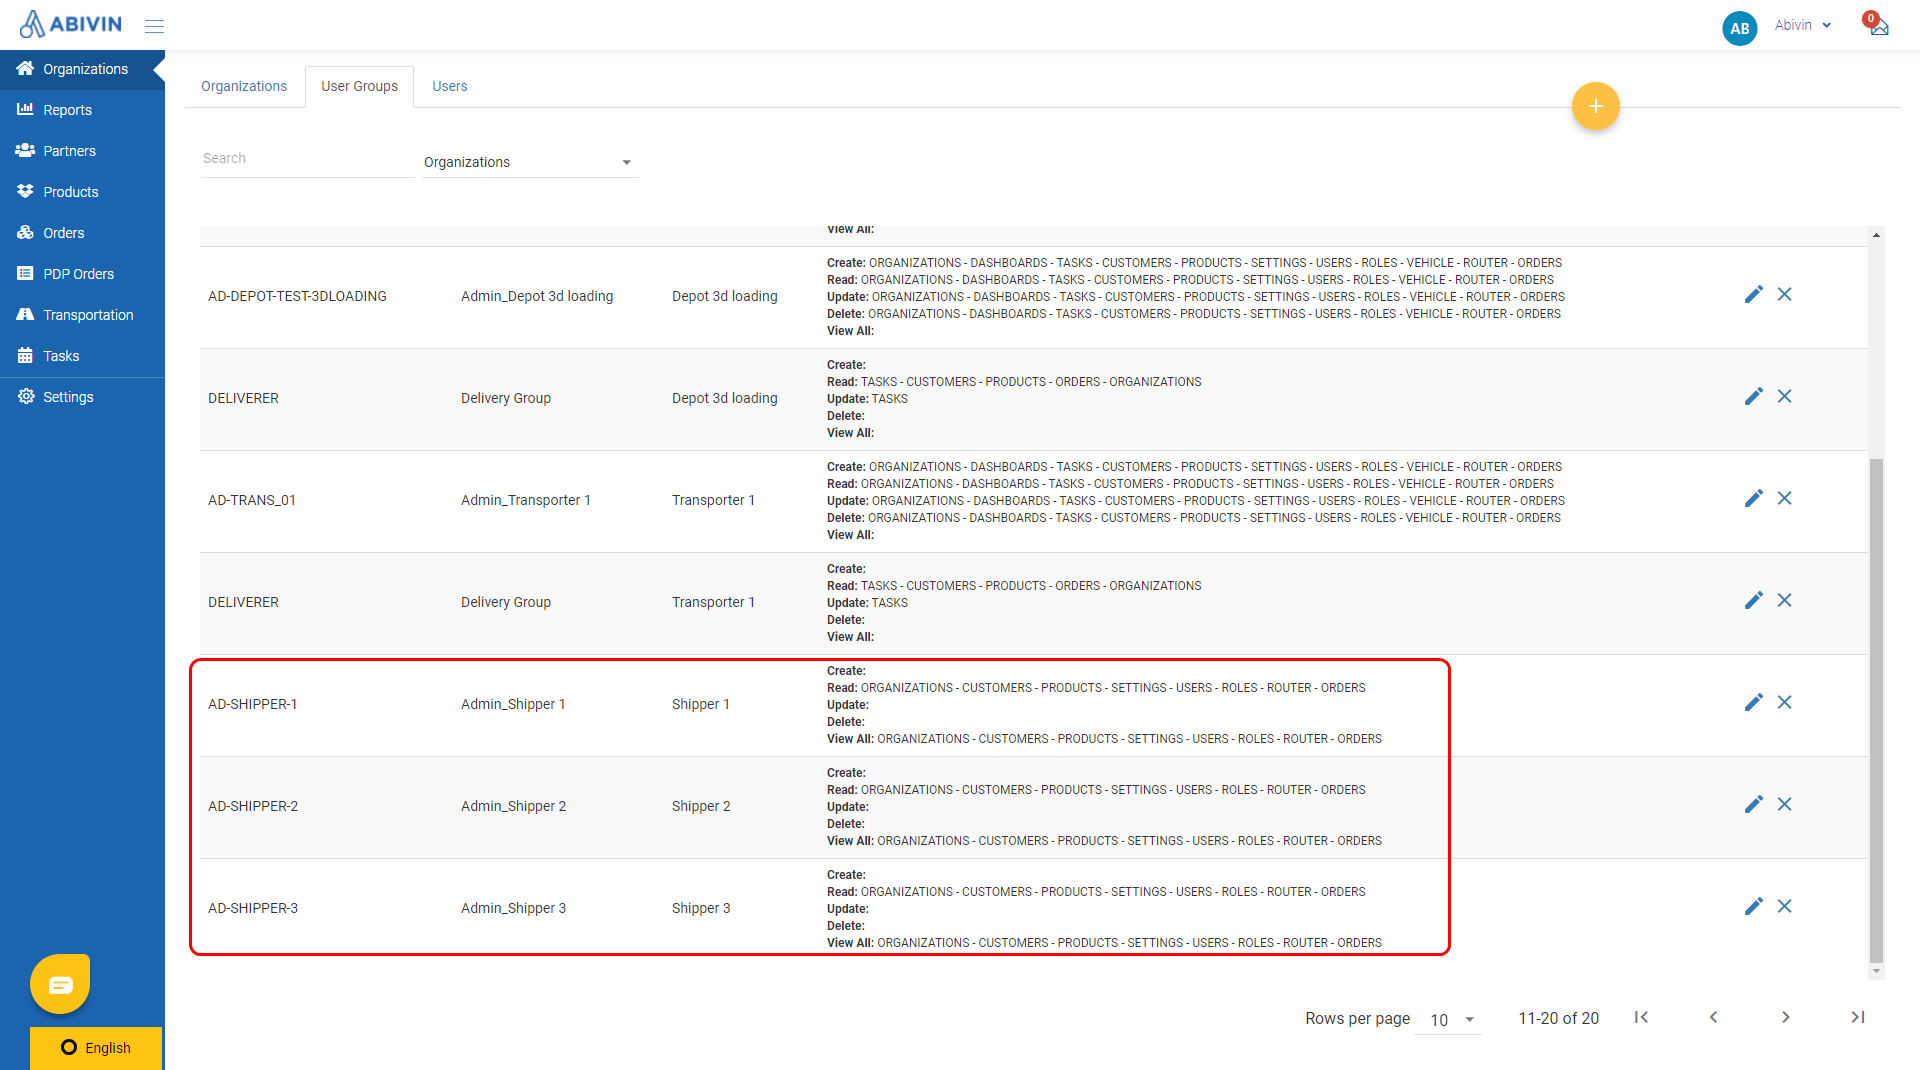 ABIVIN
AB
Abivin
0
Organizations
Reports
Partners
Products
Orders
PDP Orders
Transportation
Tasks
Settings
English
Organizations
User Groups
Users
+
Search
Organizations
View All:
AD-DEPOT-TEST-3DLOADING
Admin_Depot 3d loading
Depot 3d loading
Create: ORGANIZATIONS - DASHBOARDS - TASKS - CUSTOMERS - PRODUCTS - SETTINGS - USERS - ROLES - VEHICLE - ROUTER - ORDERS
Read: ORGANIZATIONS - DASHBOARDS - TASKS - CUSTOMERS - PRODUCTS - SETTINGS - USERS - ROLES - VEHICLE - ROUTER - ORDERS
Update: ORGANIZATIONS - DASHBOARDS - TASKS - CUSTOMERS - PRODUCTS - SETTINGS - USERS - ROLES - VEHICLE - ROUTER - ORDERS
Delete: ORGANIZATIONS - DASHBOARDS - TASKS - CUSTOMERS - PRODUCTS - SETTINGS - USERS - ROLES - VEHICLE - ROUTER - ORDERS
View All:
DELIVERER
Delivery Group
Depot 3d loading
Create:
Read: TASKS - CUSTOMERS - PRODUCTS - ORDERS - ORGANIZATIONS
Update: TASKS
Delete:
View All:
AD-TRANS_01
Admin_Transporter 1
Transporter 1
Create: ORGANIZATIONS - DASHBOARDS - TASKS - CUSTOMERS - PRODUCTS - SETTINGS - USERS - ROLES - VEHICLE - ROUTER - ORDERS
Read: ORGANIZATIONS - DASHBOARDS - TASKS - CUSTOMERS - PRODUCTS - SETTINGS - USERS - ROLES - VEHICLE - ROUTER - ORDERS
Update: ORGANIZATIONS - DASHBOARDS - TASKS - CUSTOMERS - PRODUCTS - SETTINGS - USERS - ROLES - VEHICLE - ROUTER - ORDERS
Delete: ORGANIZATIONS - DASHBOARDS - TASKS - CUSTOMERS - PRODUCTS - SETTINGS - USERS - ROLES - VEHICLE - ROUTER - ORDERS
View All:
DELIVERER
Delivery Group
Transporter 1
Create:
Read: TASKS - CUSTOMERS - PRODUCTS - ORDERS - ORGANIZATIONS
Update: TASKS
Delete:
View All:
AD-SHIPPER-1
Admin_Shipper 1
Shipper 1
Create:
Read: ORGANIZATIONS - CUSTOMERS - PRODUCTS - SETTINGS - USERS - ROLES - ROUTER - ORDERS
Update:
Delete:
View All: ORGANIZATIONS - CUSTOMERS - PRODUCTS - SETTINGS - USERS - ROLES - ROUTER - ORDERS
AD-SHIPPER-2
Admin_Shipper 2
Shipper 2
Create:
Read: ORGANIZATIONS - CUSTOMERS - PRODUCTS - SETTINGS - USERS - ROLES - ROUTER - ORDERS
Update:
Delete:
View All: ORGANIZATIONS - CUSTOMERS - PRODUCTS - SETTINGS - USERS - ROLES - ROUTER - ORDERS
AD-SHIPPER-3
Admin_Shipper 3
Shipper 3
Create:
Read: ORGANIZATIONS - CUSTOMERS - PRODUCTS - SETTINGS - USERS - ROLES - ROUTER - ORDERS
Update:
Delete:
View All: ORGANIZATIONS - CUSTOMERS - PRODUCTS - SETTINGS - USERS - ROLES - ROUTER - ORDERS
Rows per page 10 11-20 of 20